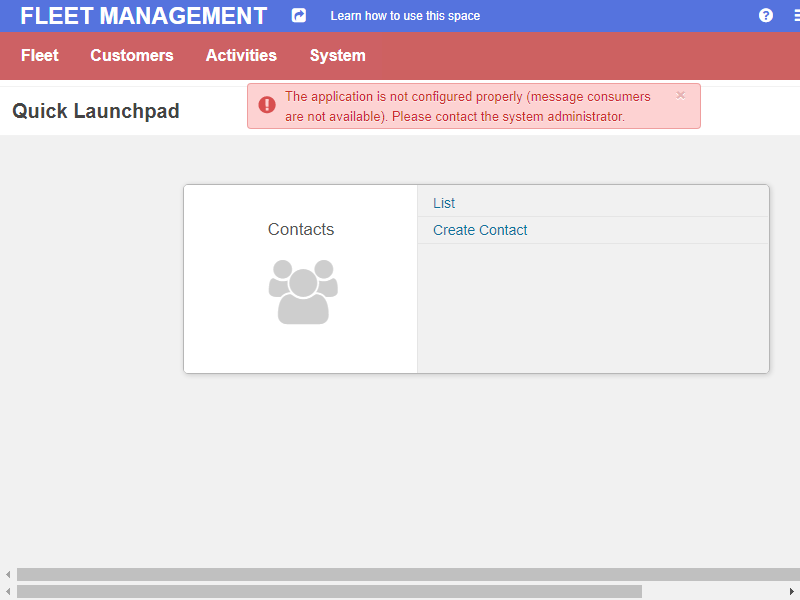 FLEET MANAGEMENT
Learn how to use this space
Fleet
Customers
Activities
System
Quick Launchpad
The application is not configured properly (message consumers
are not available). Please contact the system administrator.
×
Contacts
List
Create Contact